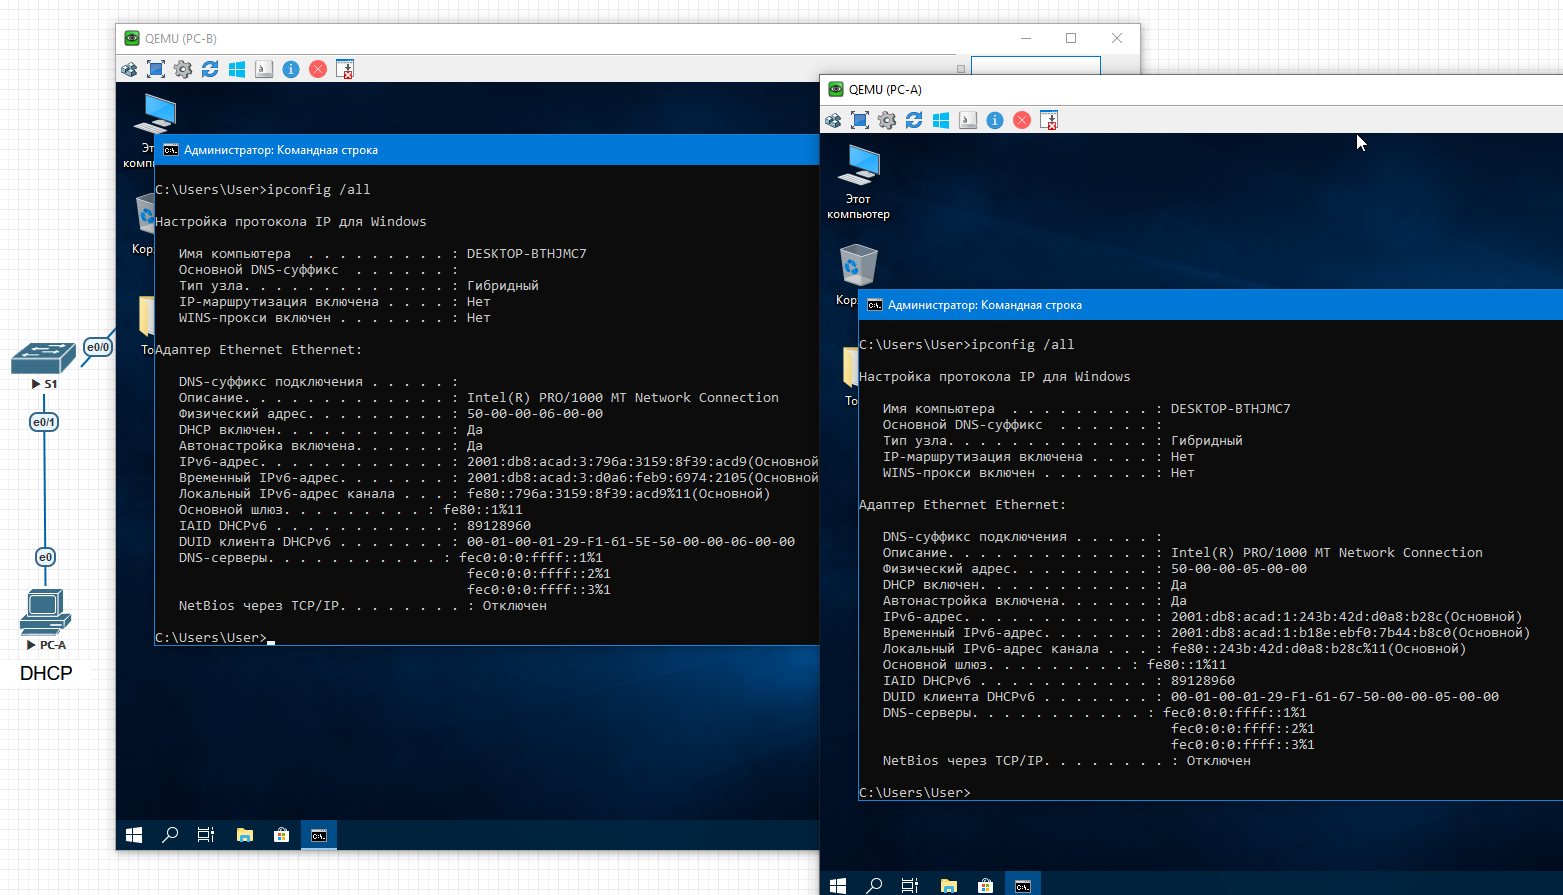 QEMU (PC-B)
Эт
комп
Кор
To
Администратор: Командная строка
C:\Users\User>ipconfig /all
Настройка протокола IP для Windows
Имя компьютера . . . . . . . . . : DESKTOP-BTHJMC7
Основной DNS-суффикс . . . . . . :
Тип узла. . . . . . . . . . . . . : Гибридный
IP-маршрутизация включена . . . . : Нет
WINS-прокси включен . . . . . . . : Нет
Адаптер Ethernet Ethernet:
DNS-суффикс подключения . . . . . :
Описание. . . . . . . . . . . . . : Intel(R) PRO/1000 MT Network Connection
Физический адрес. . . . . . . . . : 50-00-00-06-00-00
DHCP включен. . . . . . . . . . . : Да
Автонастройка включена. . . . . . : Да
IPv6-адрес. . . . . . . . . . . . : 2001:db8:acad:3:796a:3159:8f39:acd9(Основной
Временный IPv6-адрес. . . . . . . : 2001:db8:acad:3:d0a6:feb9:6974:2105(Основной
Локальный IPv6-адрес канала . . . : fe80::796a:3159:8f39:acd9%11(Основной)
Основной шлюз. . . . . . . . . : fe80::1%11
IAID DHCPv6 . . . . . . . . . . . : 89128960
DUID клиента DHCPv6 . . . . . . . : 00-01-00-01-29-F1-61-5E-50-00-00-06-00-00
DNS-серверы. . . . . . . . . . . : fec0:0:0:ffff::1%1
fec0:0:0:ffff::2%1
fec0:0:0:ffff::3%1
NetBios через TCP/IP. . . . . . . . : Отключен
C:\Users\User>
QEMU (PC-A)
Этот
компьютер
Кор
To
Администратор: Командная строка
C:\Users\User>ipconfig /all
Настройка протокола IP для Windows
Имя компьютера . . . . . . . . . : DESKTOP-BTHJMC7
Основной DNS-суффикс . . . . . . :
Тип узла. . . . . . . . . . . . . : Гибридный
IP-маршрутизация включена . . . . : Нет
WINS-прокси включен . . . . . . . : Нет
Адаптер Ethernet Ethernet:
DNS-суффикс подключения . . . . . :
Описание. . . . . . . . . . . . . : Intel(R) PRO/1000 MT Network Connection
Физический адрес. . . . . . . . . : 50-00-00-05-00-00
DHCP включен. . . . . . . . . . . : Да
Автонастройка включена. . . . . . : Да
IPv6-адрес. . . . . . . . . . . . : 2001:db8:acad:1:243b:42d:d0a8:b28c(Основной)
Временный IPv6-адрес. . . . . . . : 2001:db8:acad:1:b18e:ebf0:7b44:b8c0(Основной)
Локальный IPv6-адрес канала . . . : fe80::243b:42d:d0a8:b28c%11(Основной)
Основной шлюз. . . . . . . . . : fe80::1%11
IAID DHCPv6 . . . . . . . . . . . : 89128960
DUID клиента DHCPv6 . . . . . . . : 00-01-00-01-29-F1-61-67-50-00-00-05-00-00
DNS-серверы. . . . . . . . . . . : fec0:0:0:ffff::1%1
fec0:0:0:ffff::2%1
fec0:0:0:ffff::3%1
NetBios через TCP/IP. . . . . . . . : Отключен
C:\Users\User>
e0/0
S1
e0/1
e0
PC-A
DHCP